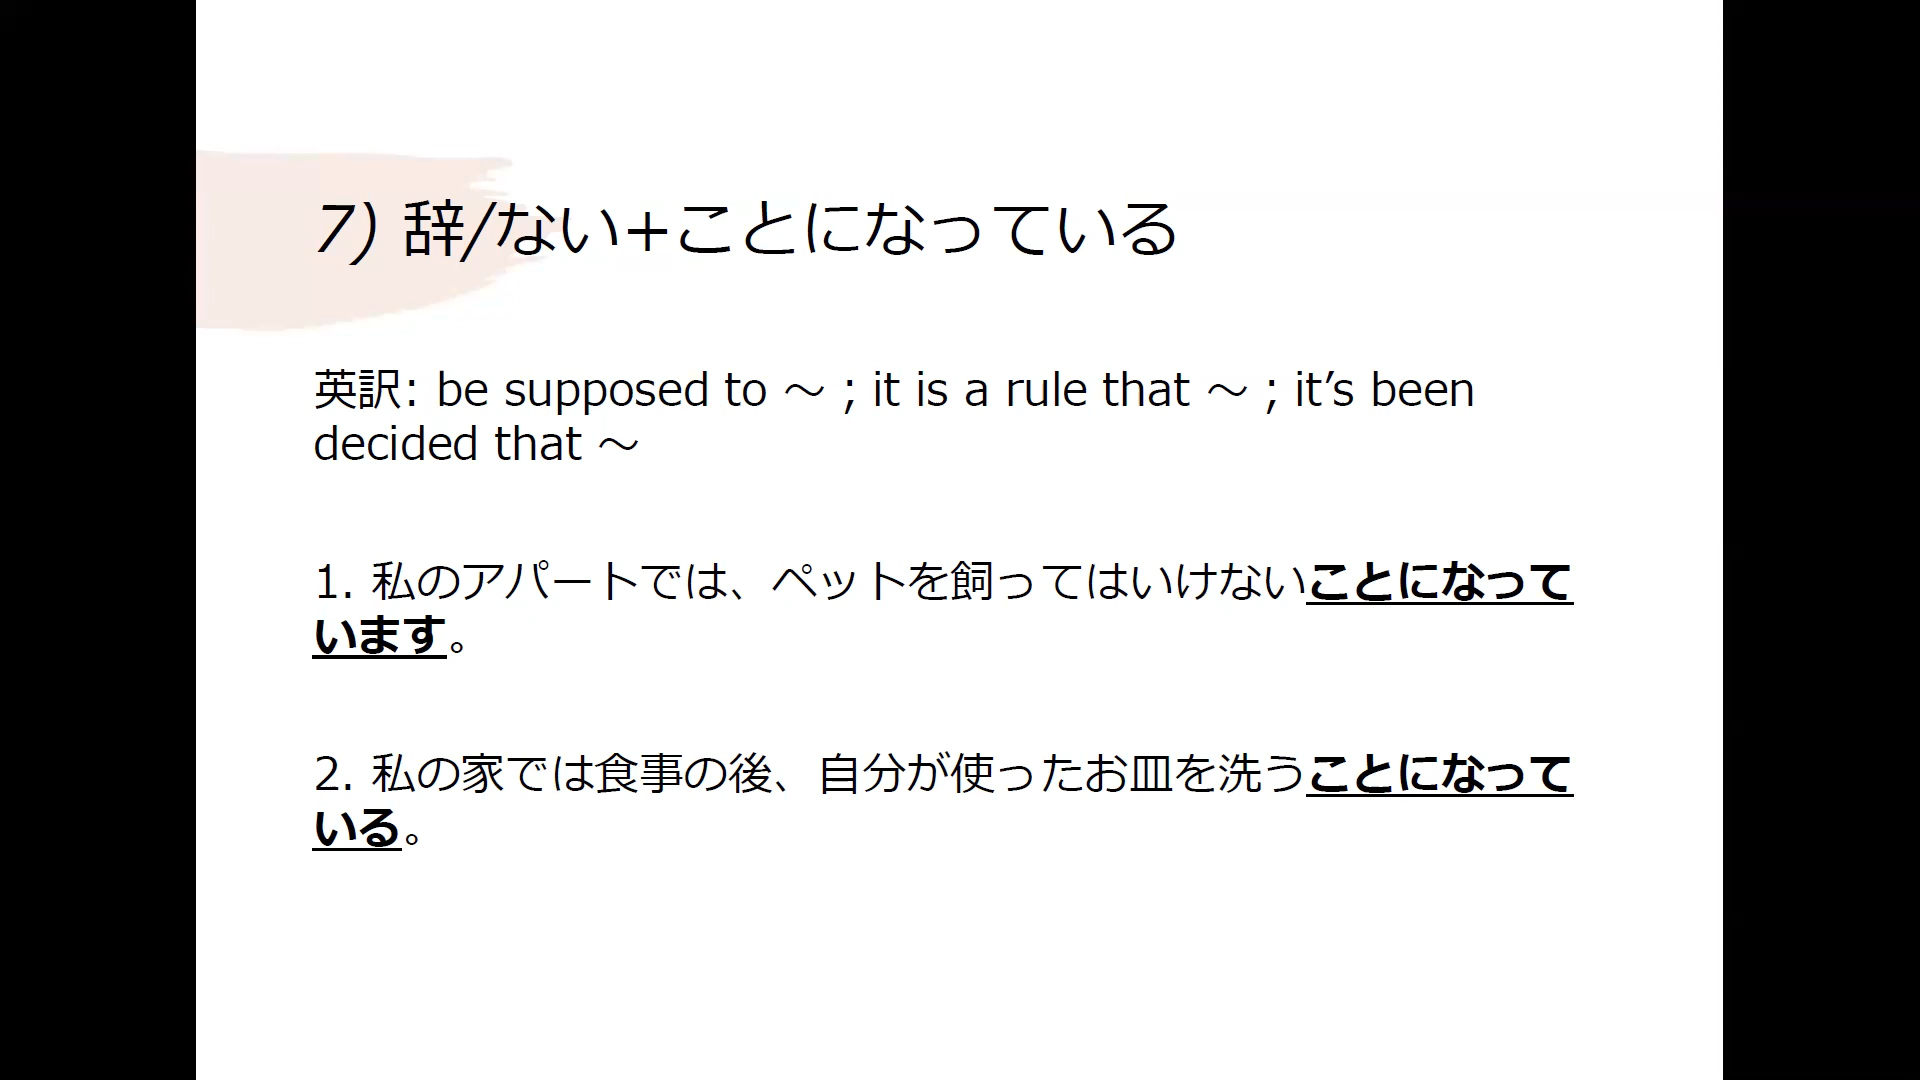 7) 辞/ない+ことになっている
英訳: be supposed to ～ ; it is a rule that ～ ; it’s been
decided that ～
1. 私のアパートでは、ペットを飼ってはいけないことになって
います。
2. 私の家では食事の後、自分が使ったお皿を洗うことになって
いる。